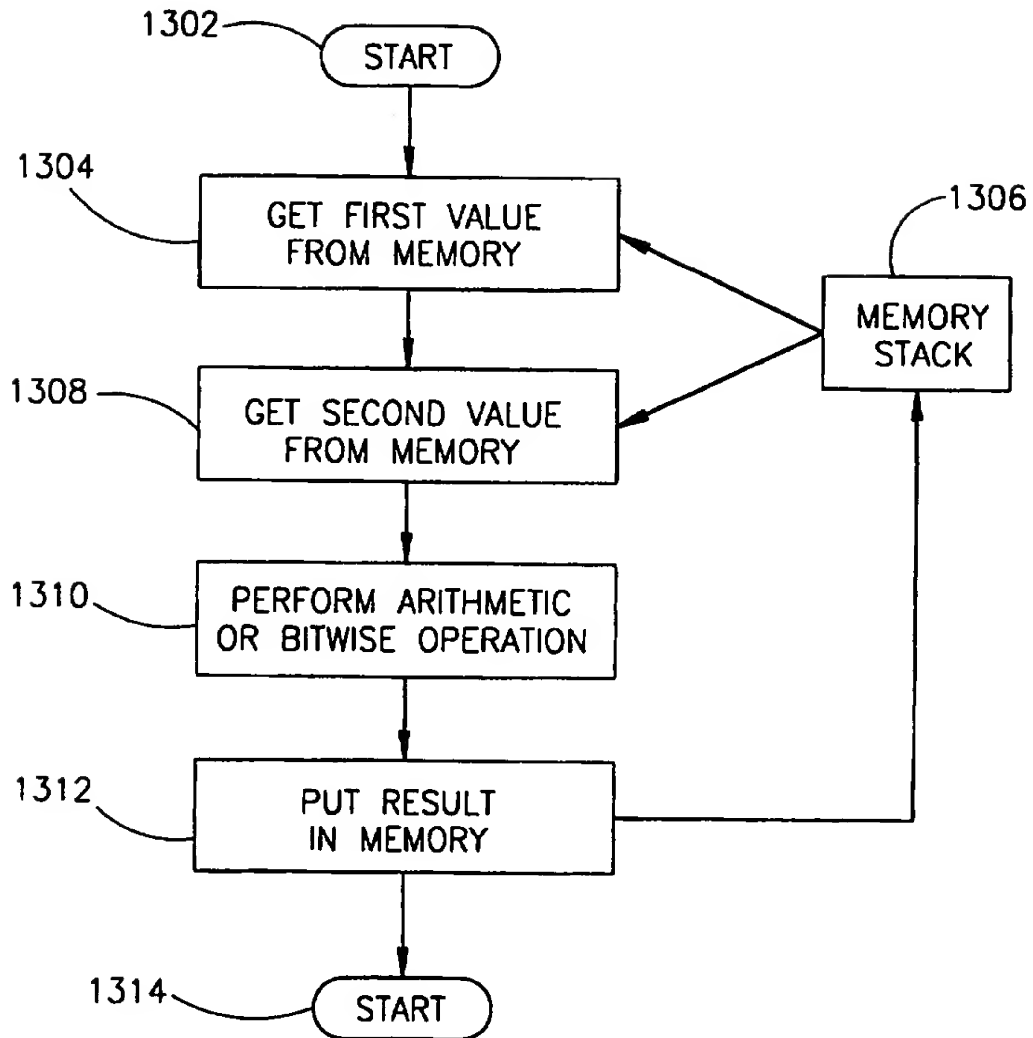 1302
START
1304
GET FIRST VALUE
FROM MEMORY
1306
MEMORY
STACK
1308
GET SECOND VALUE
FROM MEMORY
1310
PERFORM ARITHMETIC
OR BITWISE OPERATION
1312
PUT RESULT
IN MEMORY
1314
START